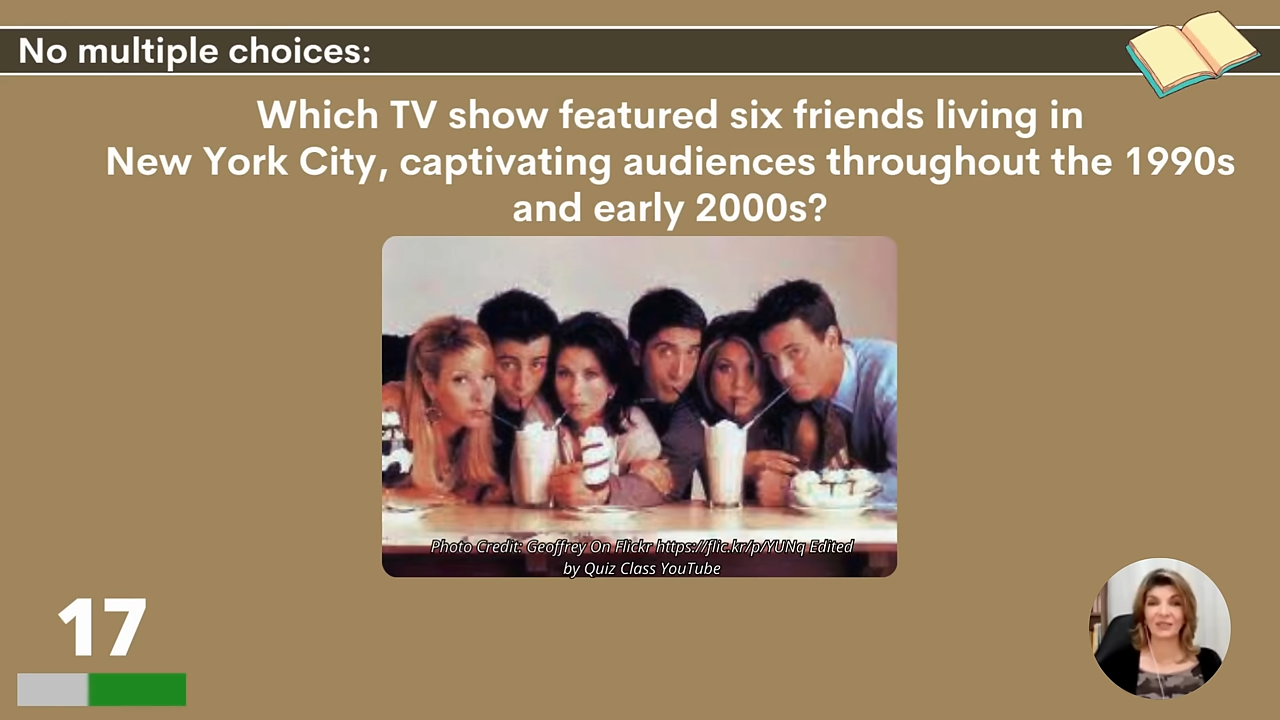 No multiple choices:
Which TV show featured six friends living in
New York City, captivating audiences throughout the 1990s
and early 2000s?
Photo Credit: Geoffrey On Flickr https://flic.kr/p/YUNq Edited
by Quiz Class YouTube
17